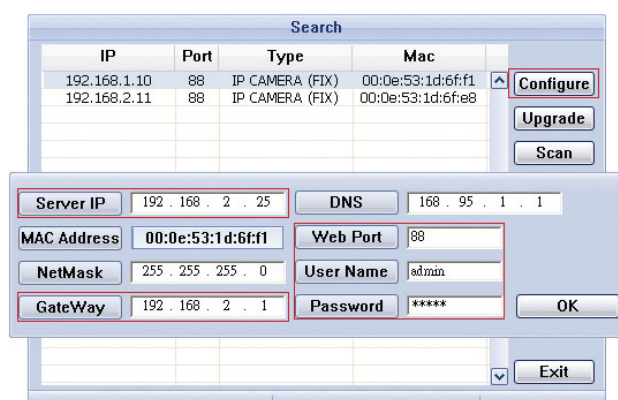 Search
IP Port Type Mac
192.168.1.10 88 IP CAMERA (FIX) 00:0e:53:1d:6f:f1 Configure
192.168.2.11 88 IP CAMERA (FIX) 00:0e:53:1d:6f:e8
Upgrade
Scan
Server IP 192 . 168 . 2 . 25 DNS 168 . 95 . 1 . 1
MAC Address 00:0e:53:1d:6f:f1 Web Port 88
NetMask 255 . 255 . 255 . 0 User Name admin
GateWay 192 . 168 . 2 . 1 Password ***** OK
Exit